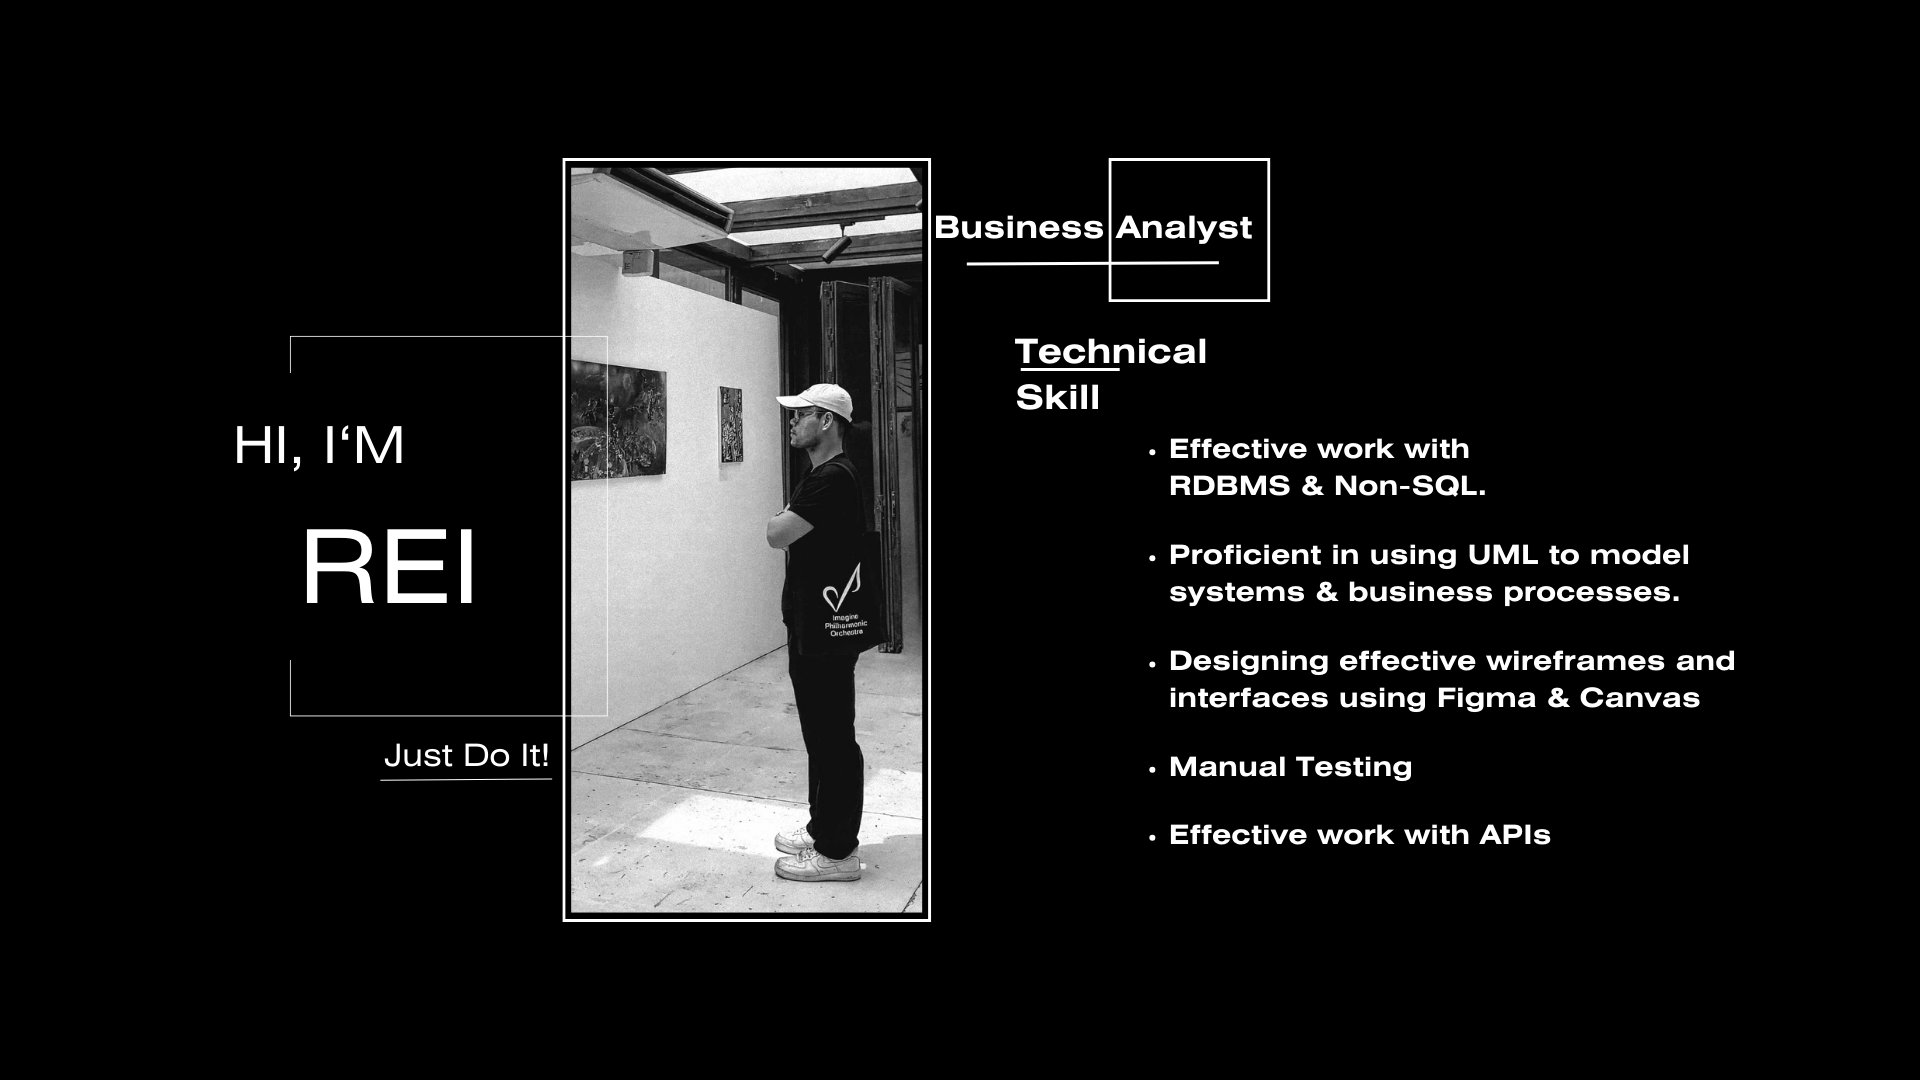 HI, I‘M
REI
Just Do It!
Imagine
Philharmonic
Orchestra
Business Analyst
Technical
Skill
• Effective work with
RDBMS & Non-SQL.
• Proficient in using UML to model
systems & business processes.
• Designing effective wireframes and
interfaces using Figma & Canvas
• Manual Testing
• Effective work with APIs